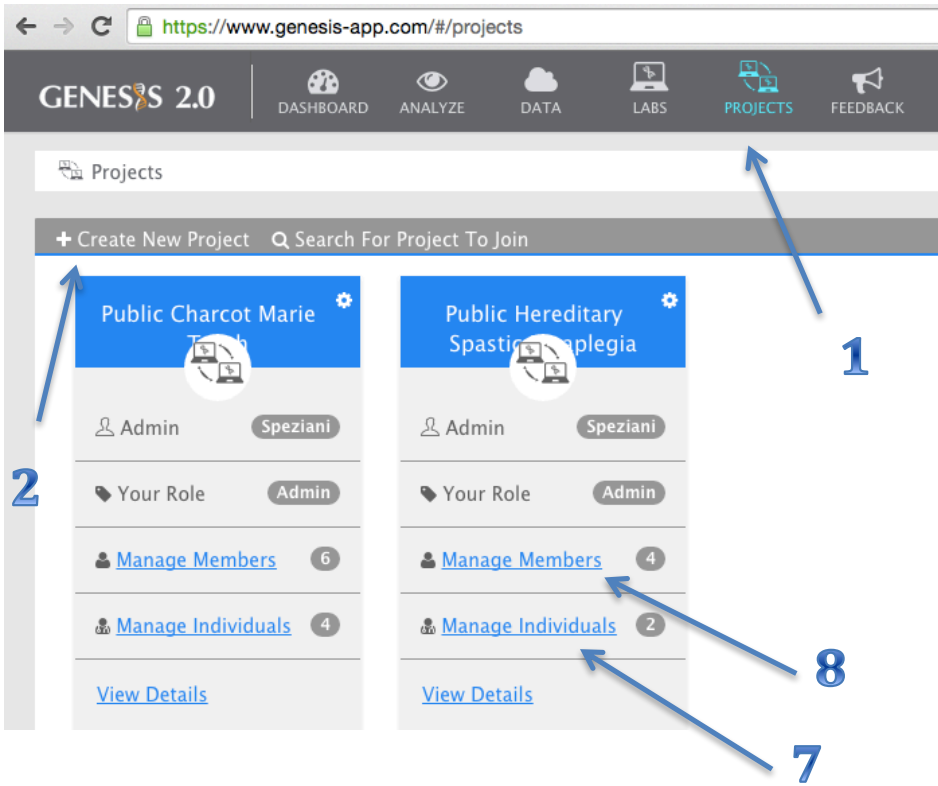 https://www.genesis-app.com/#/projects
GENESIS 2.0
DASHBOARD
ANALYZE
DATA
LABS
PROJECTS
FEEDBACK
Projects
Create New Project
Search For Project To Join
Public Charcot Marie
Public Hereditary
1
Admin
Speziani
Admin
Speziani
2
Your Role
Admin
Your Role
Admin
Manage Members
6
Manage Members
4
Manage Individuals
4
Manage Individuals
2
8
View Details
View Details
7